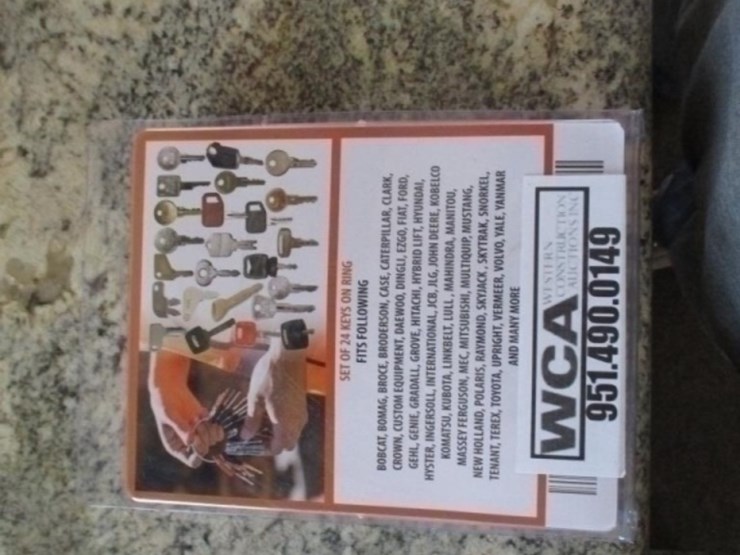 SET OF 24 KEYS ON RING
FITS FOLLOWING
BOBCAT, BOMAG, BROCE, BRODERSON, CASE, CATERPILLAR, CLARK,
CROWN, CUSTOM EQUIPMENT, DAEWOO, DINGLI, EZGO, FIAT, FORD,
GEHL, GENIE, GRADALL, GROVE, HITACHI, HYBRID LIFT, HYUNDAI,
HYSTER, INGERSOLL, INTERNATIONAL, JCB, JLG, JOHN DEERE, KOBELCO
KOMATSU, KUBOTA, LINKBELT, LULL, MAHINDRA, MANITOU,
MASSEY FERGUSON, MEC, MITSUBISHI, MULTIQUIP, MUSTANG,
NEW HOLLAND, POLARIS, RAYMOND, SKYJACK, SKYTRAK, SNORKEL,
TENANT, TEREX, TOYOTA, UPRIGHT, VERMEER, VOLVO, YALE, YANMAR
AND MANY MORE
WCA
WESTERN
CONSTRUCTION
AUCTIONS INC
951.490.0149